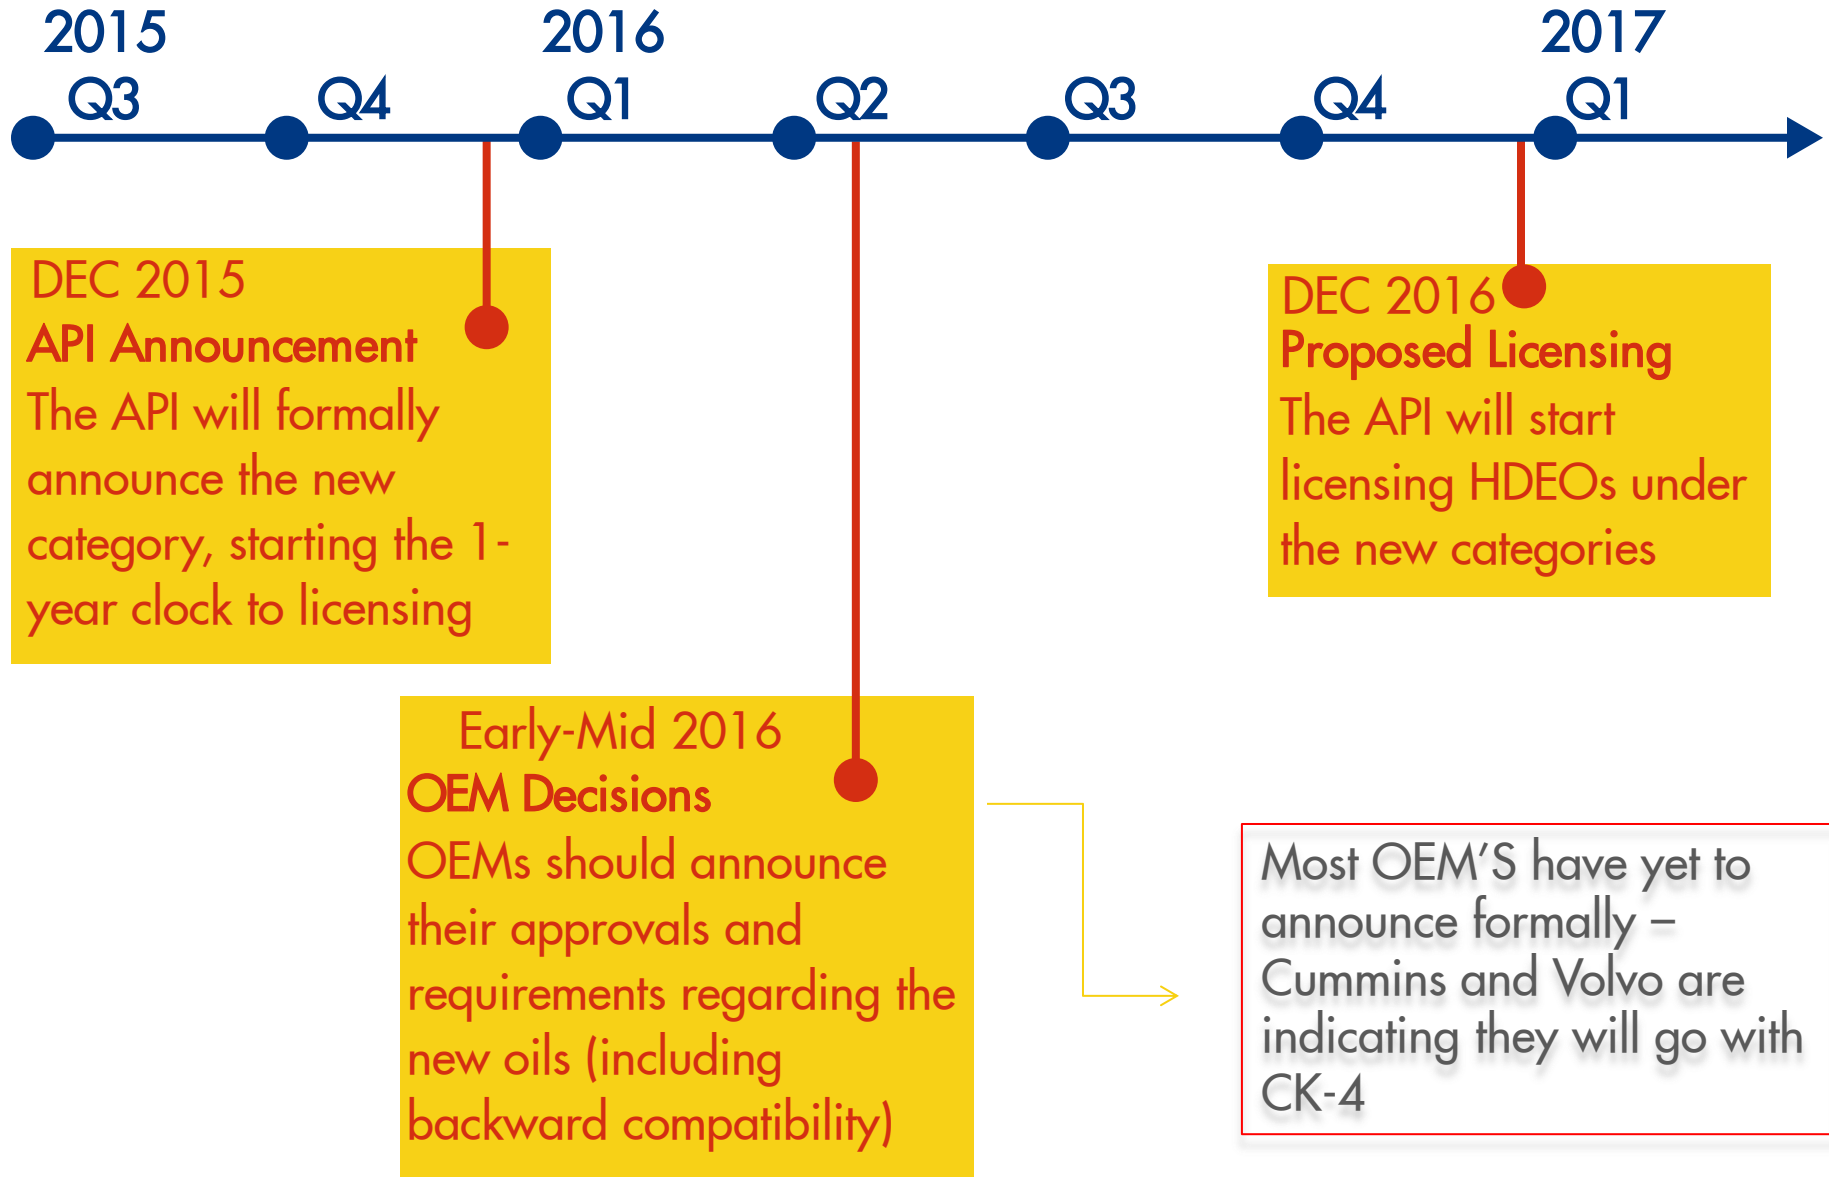 2015 2016 2017
Q3 Q4 Q1 Q2 Q3 Q4 Q1
DEC 2015
API Announcement
The API will formally
announce the new
category, starting the 1-
year clock to licensing
DEC 2016
Proposed Licensing
The API will start
licensing HDEOs under
the new categories
Early-Mid 2016
OEM Decisions
OEMs should announce
their approvals and
requirements regarding the
new oils (including
backward compatibility)
Most OEM’S have yet to
announce formally –
Cummins and Volvo are
indicating they will go with
CK-4